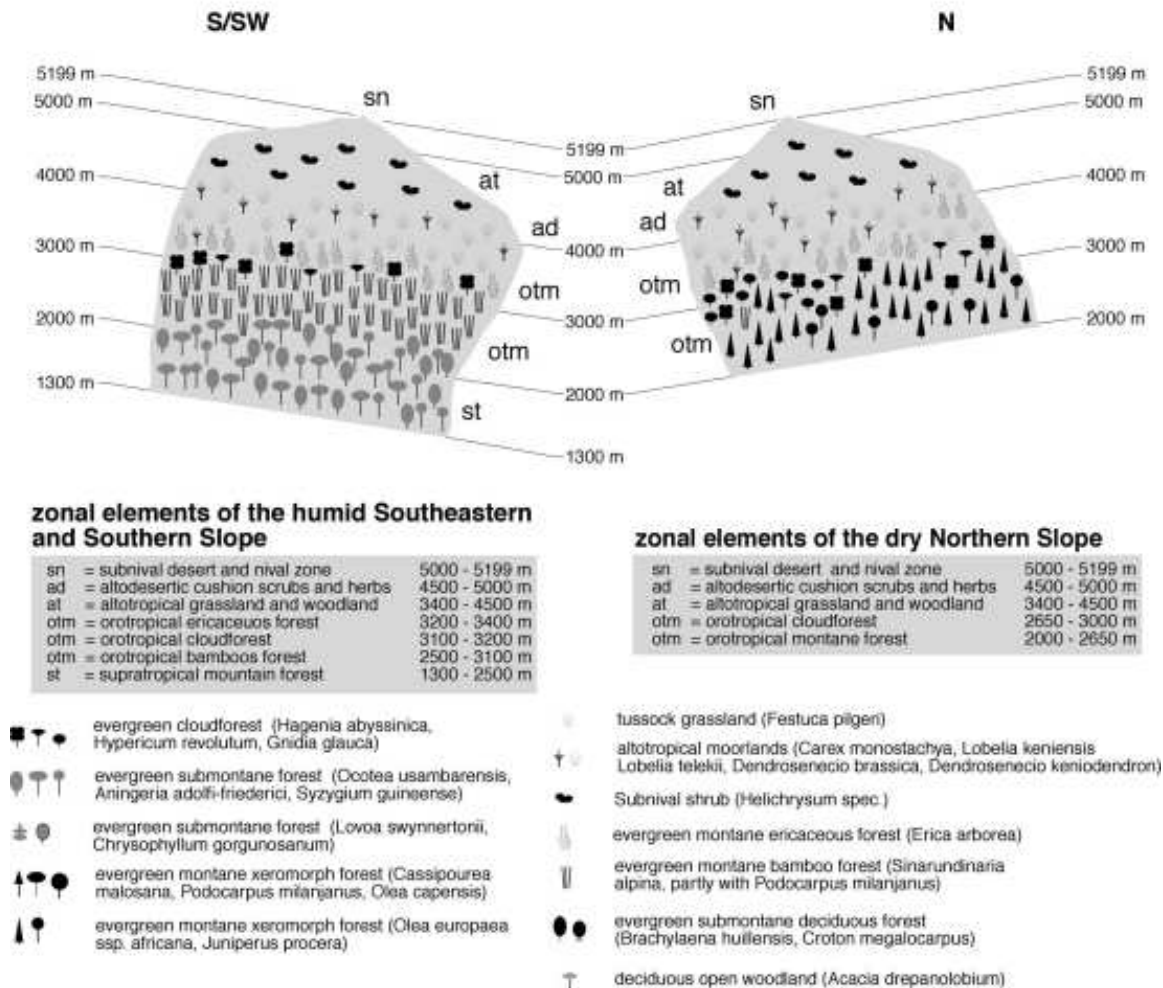 S/SW
N
5199 m
5000 m
4000 m
3000 m
2000 m
1300 m
sn
at
ad
otm
otm
st
5199 m
5000 m
4000 m
3000 m
2000 m
1300 m
sn
at
ad
otm
otm
5199 m
5000 m
4000 m
3000 m
2000 m
zonal elements of the humid Southeastern
and Southern Slope
sn = subnival desert and nival zone 5000 - 5199 m
ad = altodesertic cushion scrubs and herbs 4500 - 5000 m
at = altotropical grassland and woodland 3400 - 4500 m
otm = orotropical ericaceuos forest 3200 - 3400 m
otm = orotropical cloudforest 3100 - 3200 m
otm = orotropical bamboos forest 2500 - 3100 m
st = supratropical mountain forest 1300 - 2500 m
zonal elements of the dry Northern Slope
sn = subnival desert and nival zone 5000 - 5199 m
ad = altodesertic cushion scrubs and herbs 4500 - 5000 m
at = altotropical grassland and woodland 3400 - 4500 m
otm = orotropical cloudforest 2650 - 3000 m
otm = orotropical montane forest 2000 - 2650 m
evergreen cloudforest (Hagenia abyssinica,
Hypericum revolutum, Gnidia glauca)
evergreen submontane forest (Ocotea usambarensis,
Aningeria adolfi-friederici, Syzygium guineense)
evergreen submontane forest (Lovoa swynnertonii,
Chrysophyllum gorgunosanum)
evergreen montane xeromorph forest (Cassipourea
malosana, Podocarpus milanjanus, Olea capensis)
evergreen montane xeromorph forest (Olea europaea
ssp. africana, Juniperus procera)
tussock grassland (Festuca pilgeri)
altotropical moorlands (Carex monostachya, Lobelia keniensis
Lobelia telekii, Dendrosenecio brassica, Dendrosenecio keniodendron)
Subnival shrub (Helichrysum spec.)
evergreen montane ericaceous forest (Erica arborea)
evergreen montane bamboo forest (Sinarundinaria
alpina, partly with Podocarpus milanjanus)
evergreen submontane deciduous forest
(Brachylaena huillensis, Croton megalocarpus)
deciduous open woodland (Acacia drepanolobium)